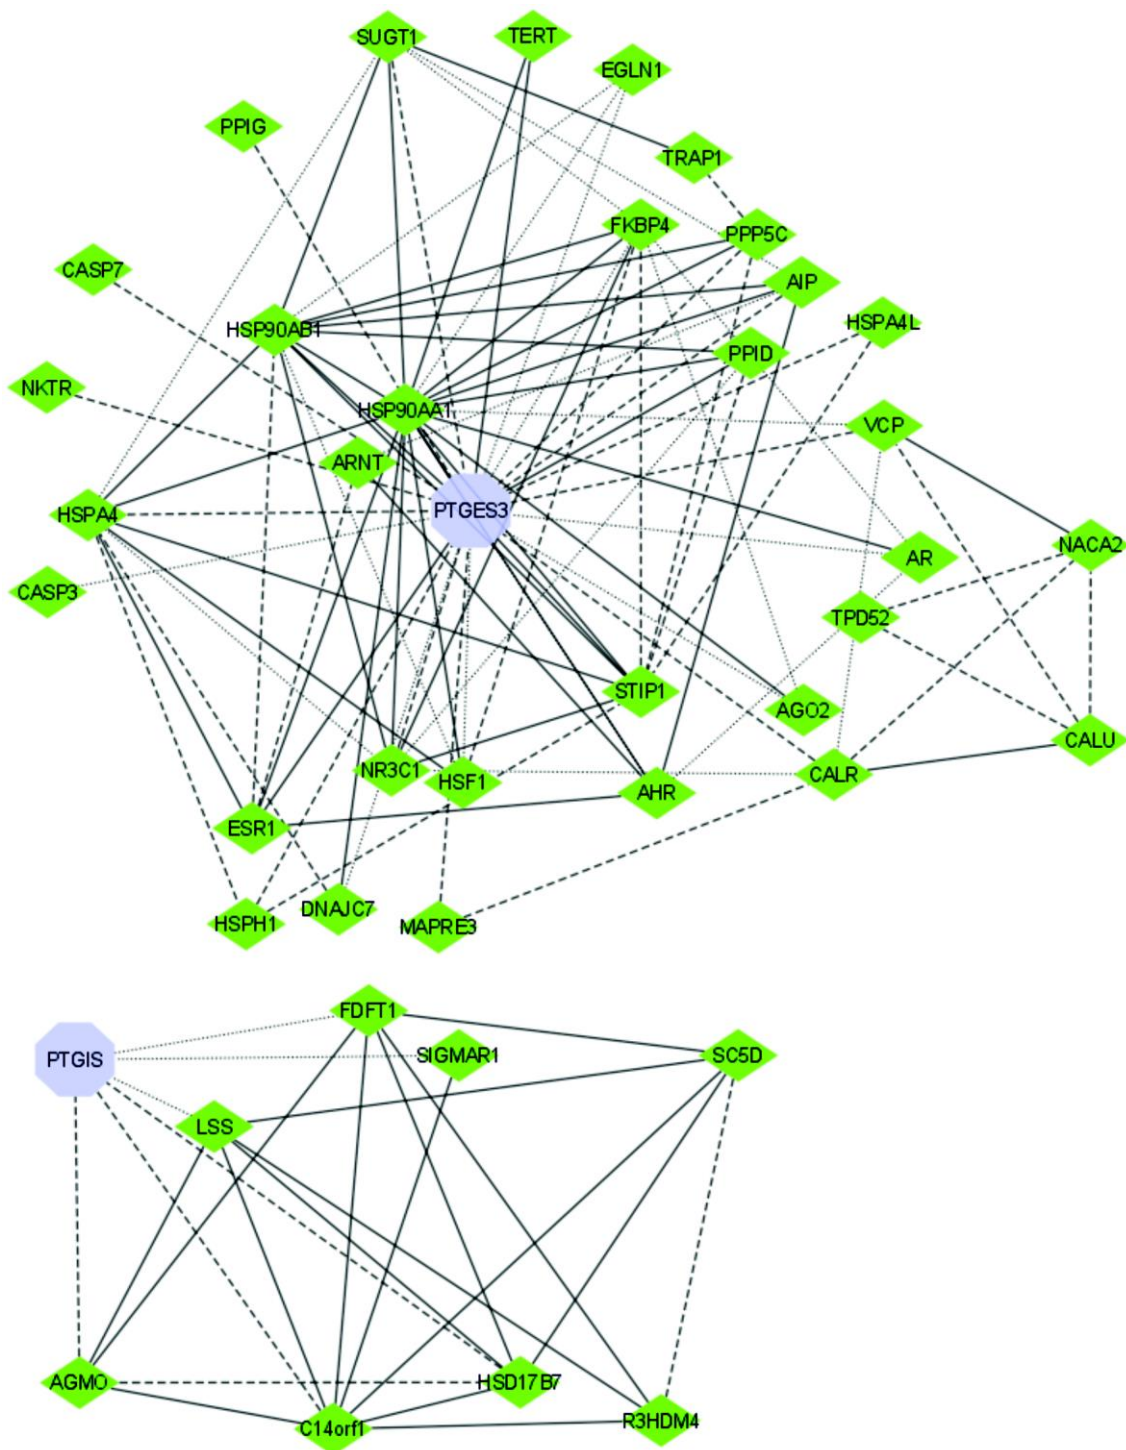 SUGT1
TERT
EGLN1
PPIG
TRAP1
FKBP4
PPP5C
CASP7
AIP
HSP90AB1
HSPA4L
PPID
NKTR
HSP90AA1
VCP
ARNT
PTGES3
HSPA4
NACA2
AR
CASP3
TPD52
STIP1
AGO2
CALU
NR3C1
HSF1
CALR
AHR
ESR1
DNAJC7
HSPH1
MAPRE3
FDFT1
PTGIS
SIGMAR1
SC5D
LSS
AGMO
HSD17B7
C14orf1
R3HDM4